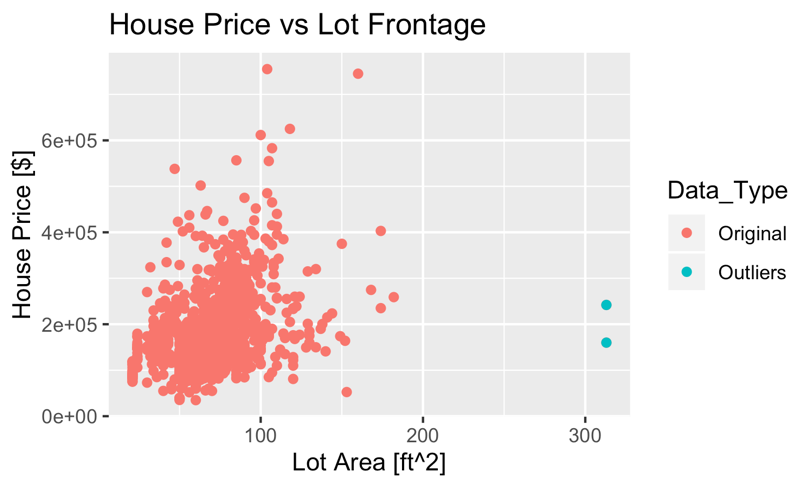 House Price vs Lot Frontage
House Price [$]
6e+05
4e+05
2e+05
0e+00
100
200
300
Lot Area [ft^2]
Data_Type
Original
Outliers